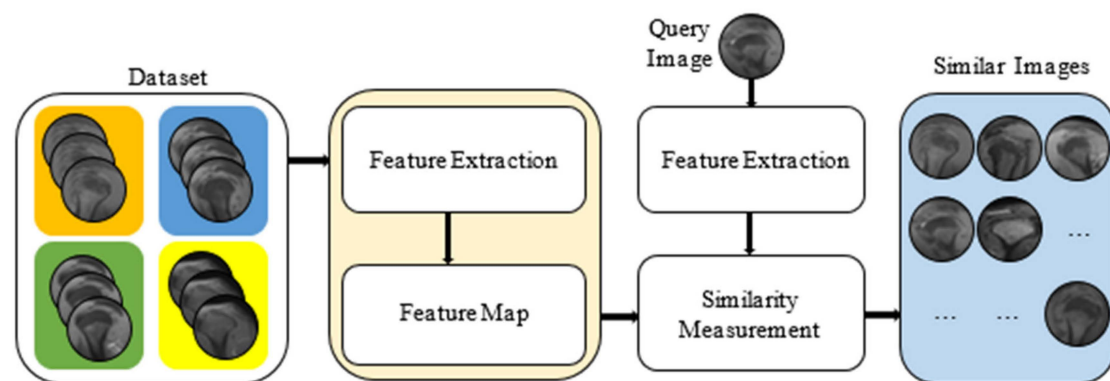 Dataset
Feature Extraction
Feature Map
Query
Image
Feature Extraction
Similarity
Measurement
Similar Images
...
... ...